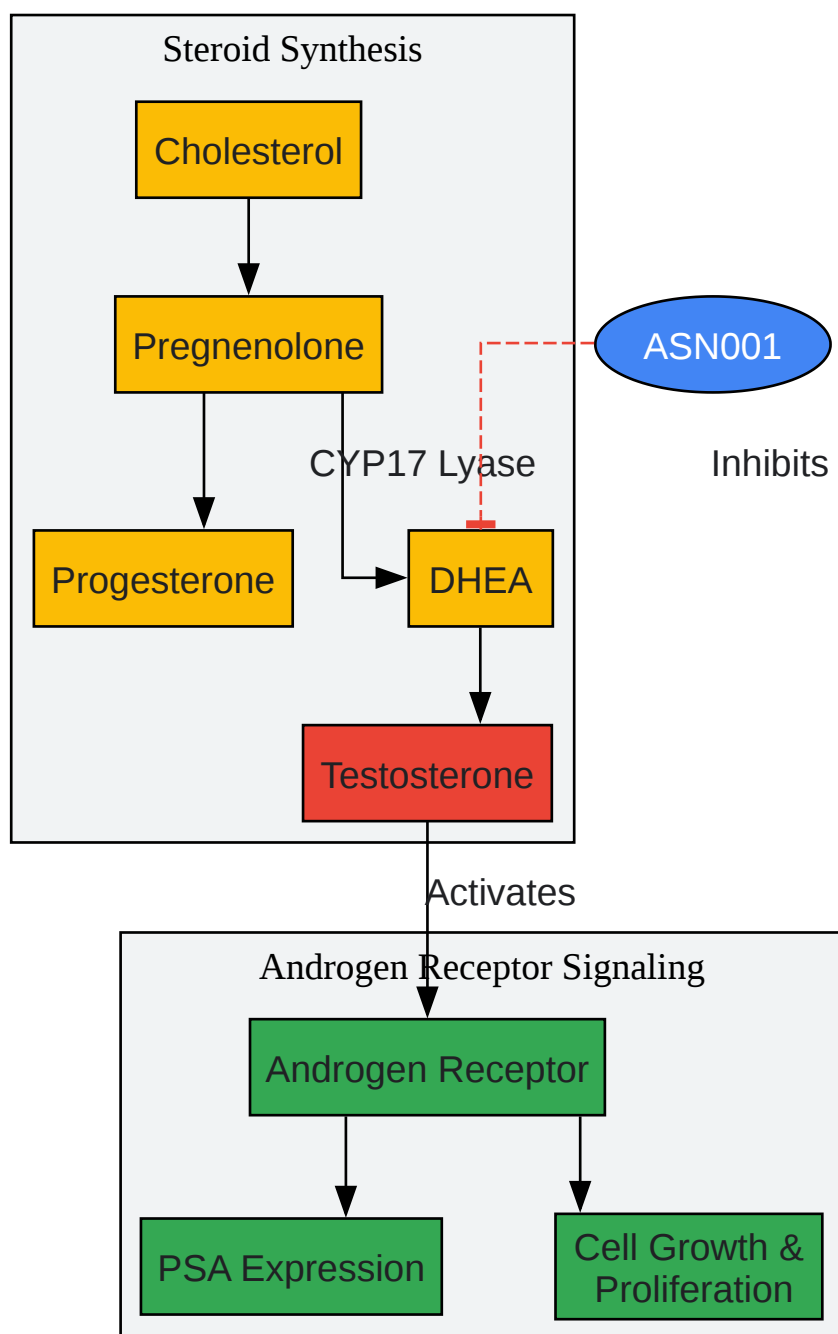 Steroid Synthesis
Cholesterol
Pregnenolone
ASN001
CYP17 Lyase
Inhibits
Progesterone
DHEA
Testosterone
Activates
Androgen Receptor Signaling
Androgen Receptor
PSA Expression
Cell Growth &
Proliferation